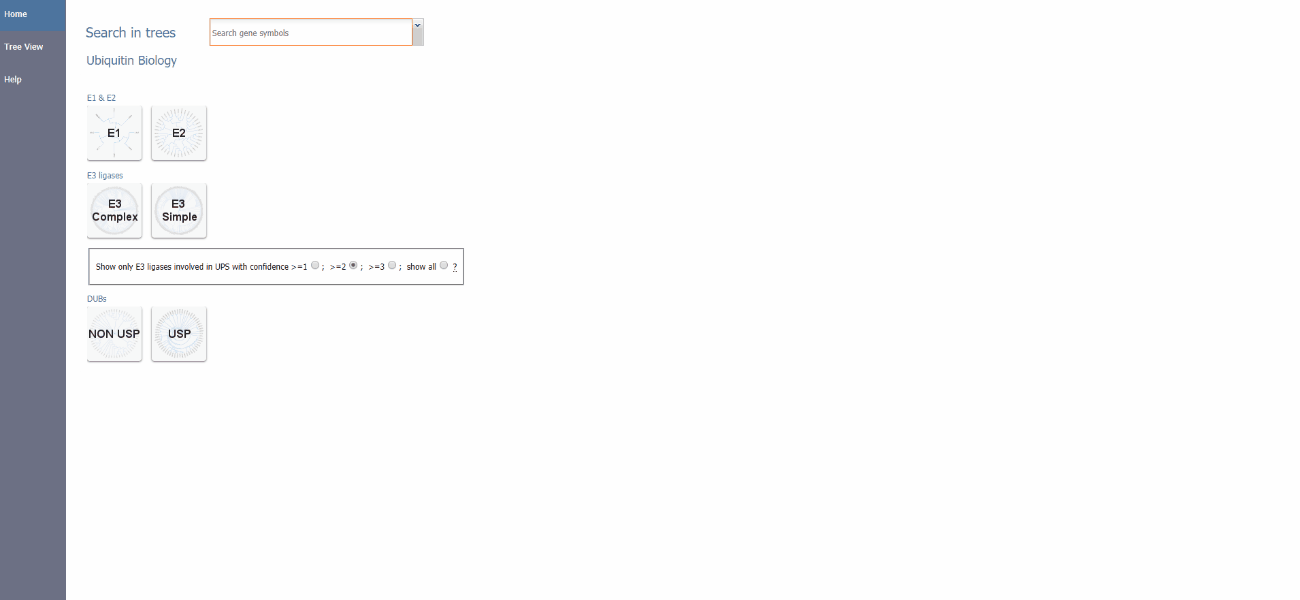 Home
Tree View
Help
Search in trees
Search gene symbols
Ubiquitin Biology
E1 & E2
E1
E2
E3 ligases
E3
Complex
E3
Simple
Show only E3 ligases involved in UPS with confidence >=1 ; >=2 ; >=3 ; show all ?
DUBs
NON USP
USP